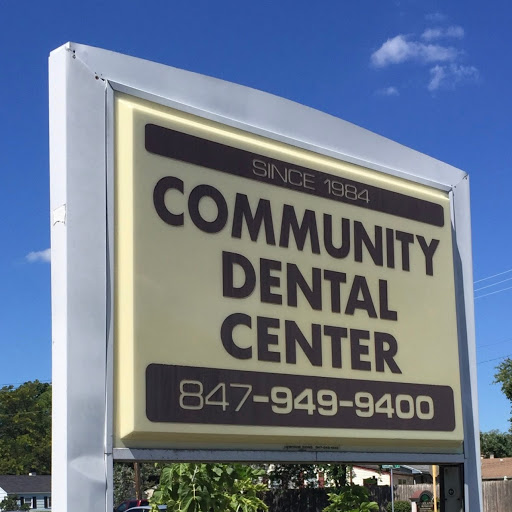 SINCE 1984
COMMUNITY
DENTAL
CENTER
847-949-9400